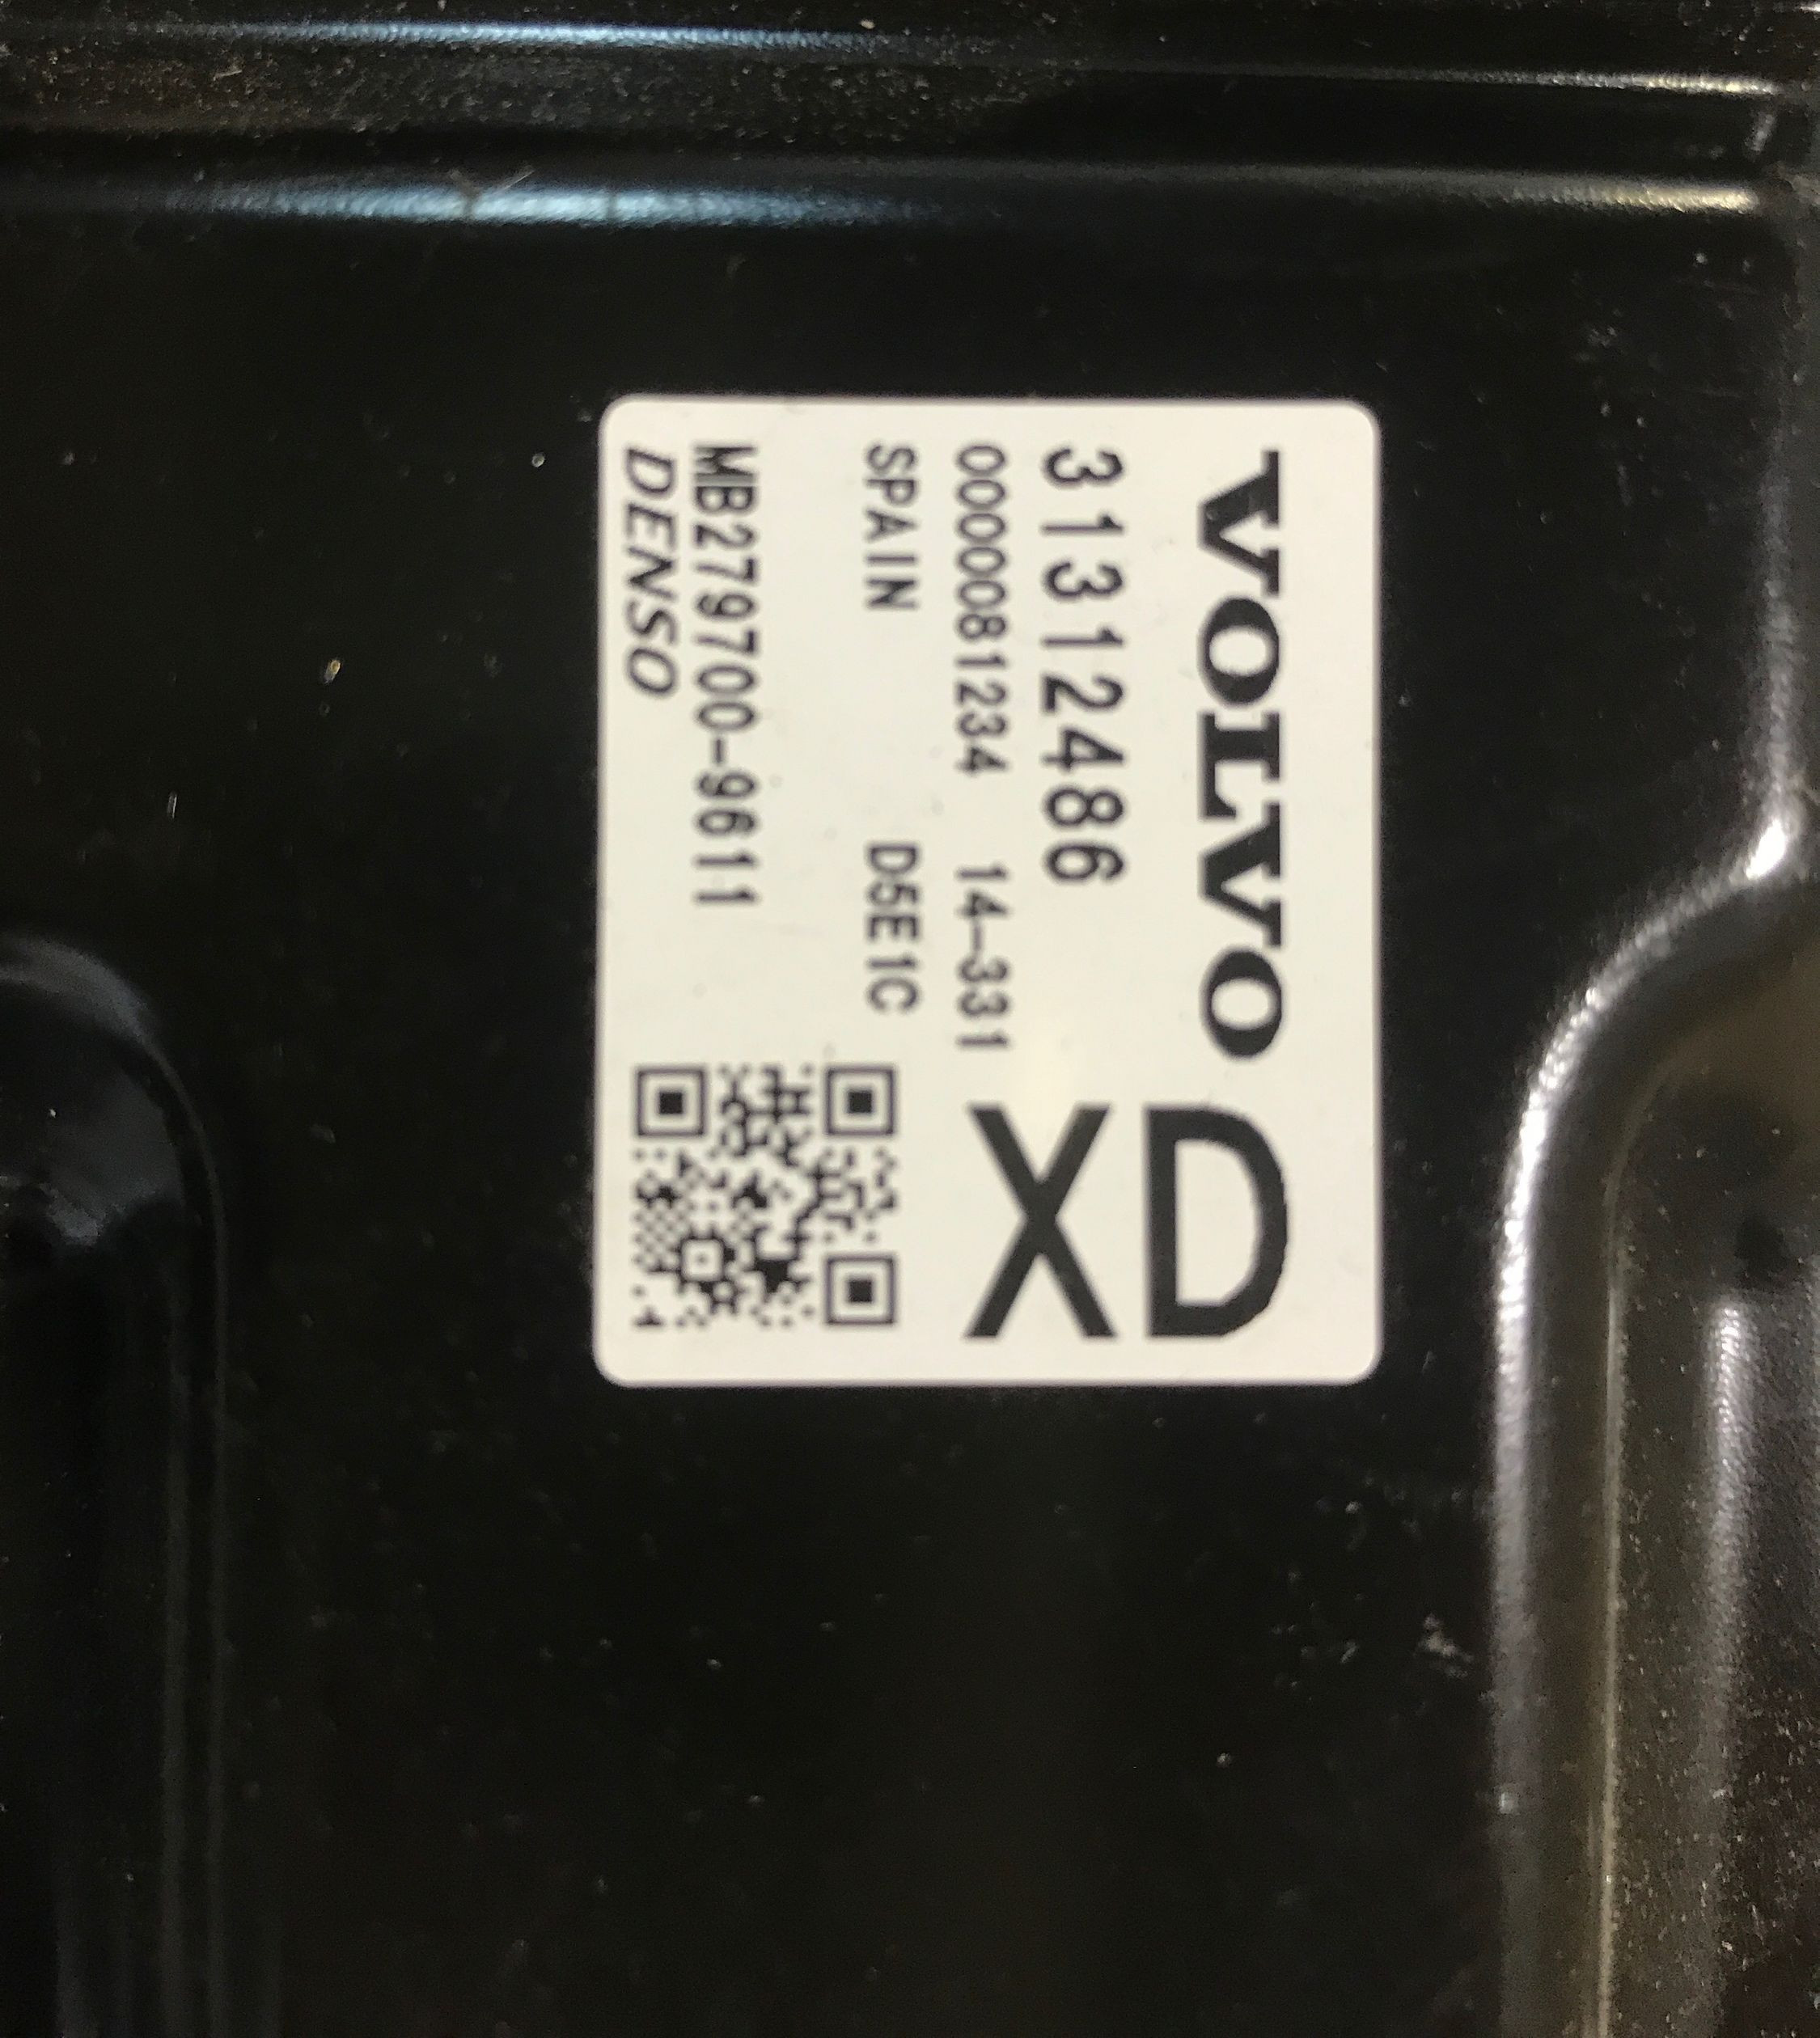 VOLVO XD
31312486
0000081234 14-331
SPAIN D5E1C
MB279700-9611
DENSO